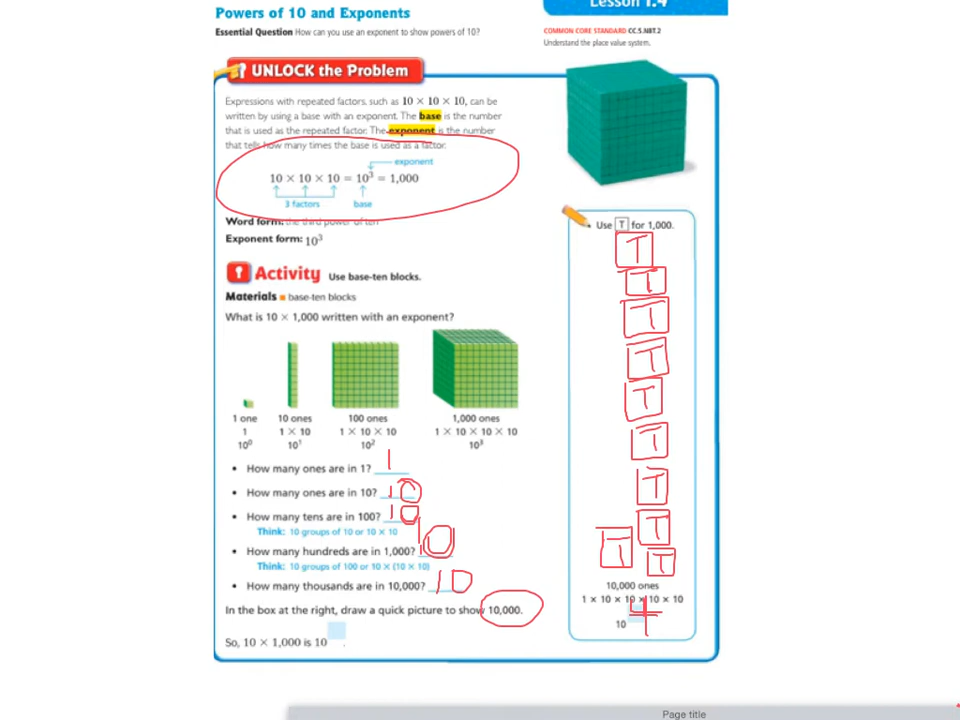 Lesson 1.4
Powers of 10 and Exponents
Essential Question How can you use an exponent to show powers of 10?
COMMON CORE STANDARD CC.5.NBT.2
Understand the place value system.
UNLOCK the Problem
Expressions with repeated factors, such as 10 × 10 × 10, can be
written by using a base with an exponent. The base is the number
that is used as the repeated factor. The exponent is the number
that tells how many times the base is used as a factor.
exponent
10 × 10 × 10 = 10³ = 1,000
3 factors base
Word form: the third power of ten
Exponent form: 10³
Activity Use base-ten blocks.
Materials ■ base-ten blocks
What is 10 × 1,000 written with an exponent?
1 one 10 ones 100 ones 1,000 ones
1 1 × 10 1 × 10 × 10 1 × 10 × 10 × 10
10⁰ 10¹ 10² 10³
• How many ones are in 1? 1
• How many ones are in 10? 10
• How many tens are in 100? 10
Think: 10 groups of 10 or 10 × 10
• How many hundreds are in 1,000? 10
Think: 10 groups of 100 or 10 × (10 × 10)
• How many thousands are in 10,000? 10
In the box at the right, draw a quick picture to show 10,000.
So, 10 × 1,000 is 10 .
Use T for 1,000.
T
T
T
T
T
T
T
T
T
T
10,000 ones
1 × 10 × 10 × 10 × 10
10 4
Page title